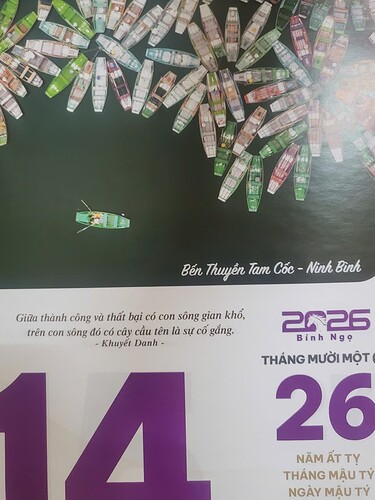 Bến Thuyền Tam Cốc - Ninh Bình
Giữa thành công và thất bại có con sông gian khổ,
trên con sông đó có cây cầu tên là sự cố gắng.
- Khuyết Danh -
2026
Bính Ngọ
THÁNG MƯỜI MỘT (
14
26
NĂM ẤT TỴ
THÁNG MẬU TÝ
NGÀY MẬU TÝ